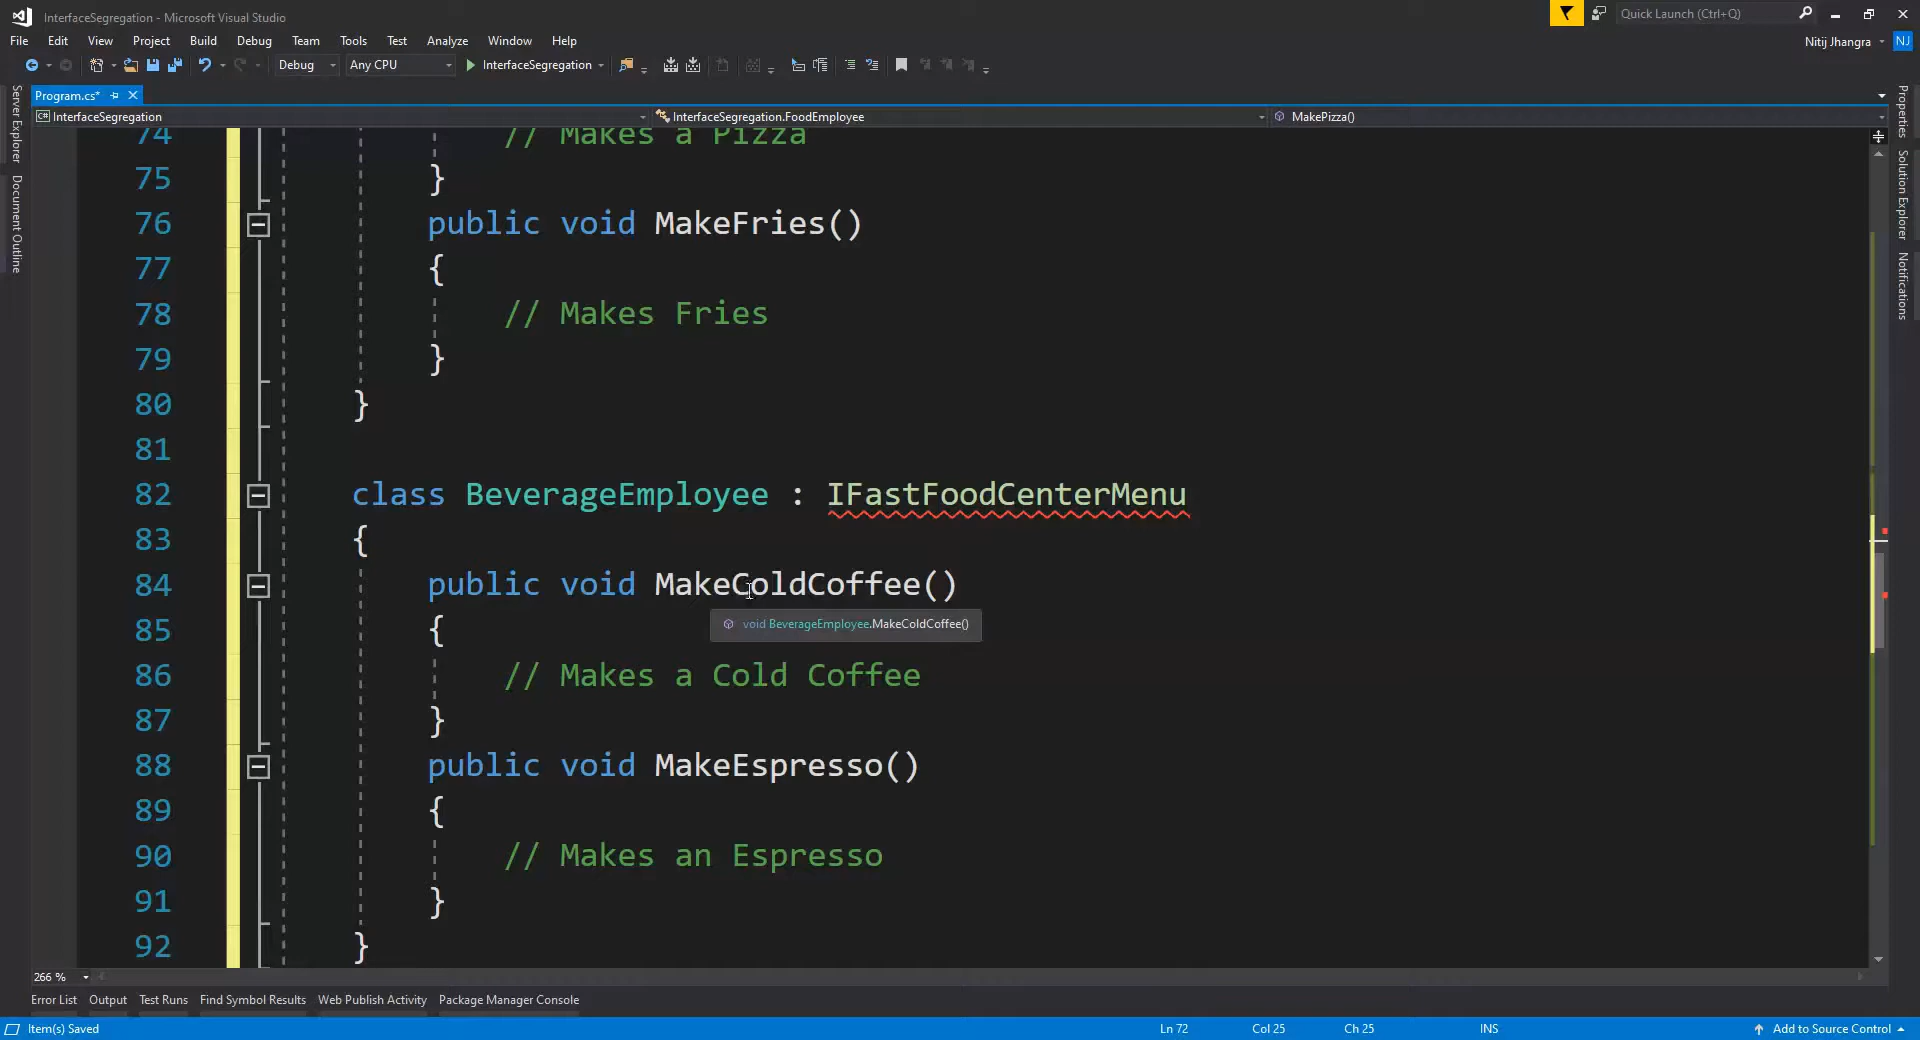 InterfaceSegregation - Microsoft Visual Studio
Quick Launch (Ctrl+Q)
File Edit View Project Build Debug Team Tools Test Analyze Window Help
Nitij Jhangra NJ
Debug Any CPU InterfaceSegregation
Program.cs*
C# InterfaceSegregation InterfaceSegregation.FoodEmployee MakePizza()
Server Explorer
Document Outline
Properties
Solution Explorer
Notifications
74 // Makes a Pizza
75 }
76 public void MakeFries()
77 {
78 // Makes Fries
79 }
80 }
81
82 class BeverageEmployee : IFastFoodCenterMenu
83 {
84 public void MakeColdCoffee()
85 {
void BeverageEmployee.MakeColdCoffee()
86 // Makes a Cold Coffee
87 }
88 public void MakeEspresso()
89 {
90 // Makes an Espresso
91 }
92 }
266 %
Error List Output Test Runs Find Symbol Results Web Publish Activity Package Manager Console
Item(s) Saved Ln 72 Col 25 Ch 25 INS Add to Source Control